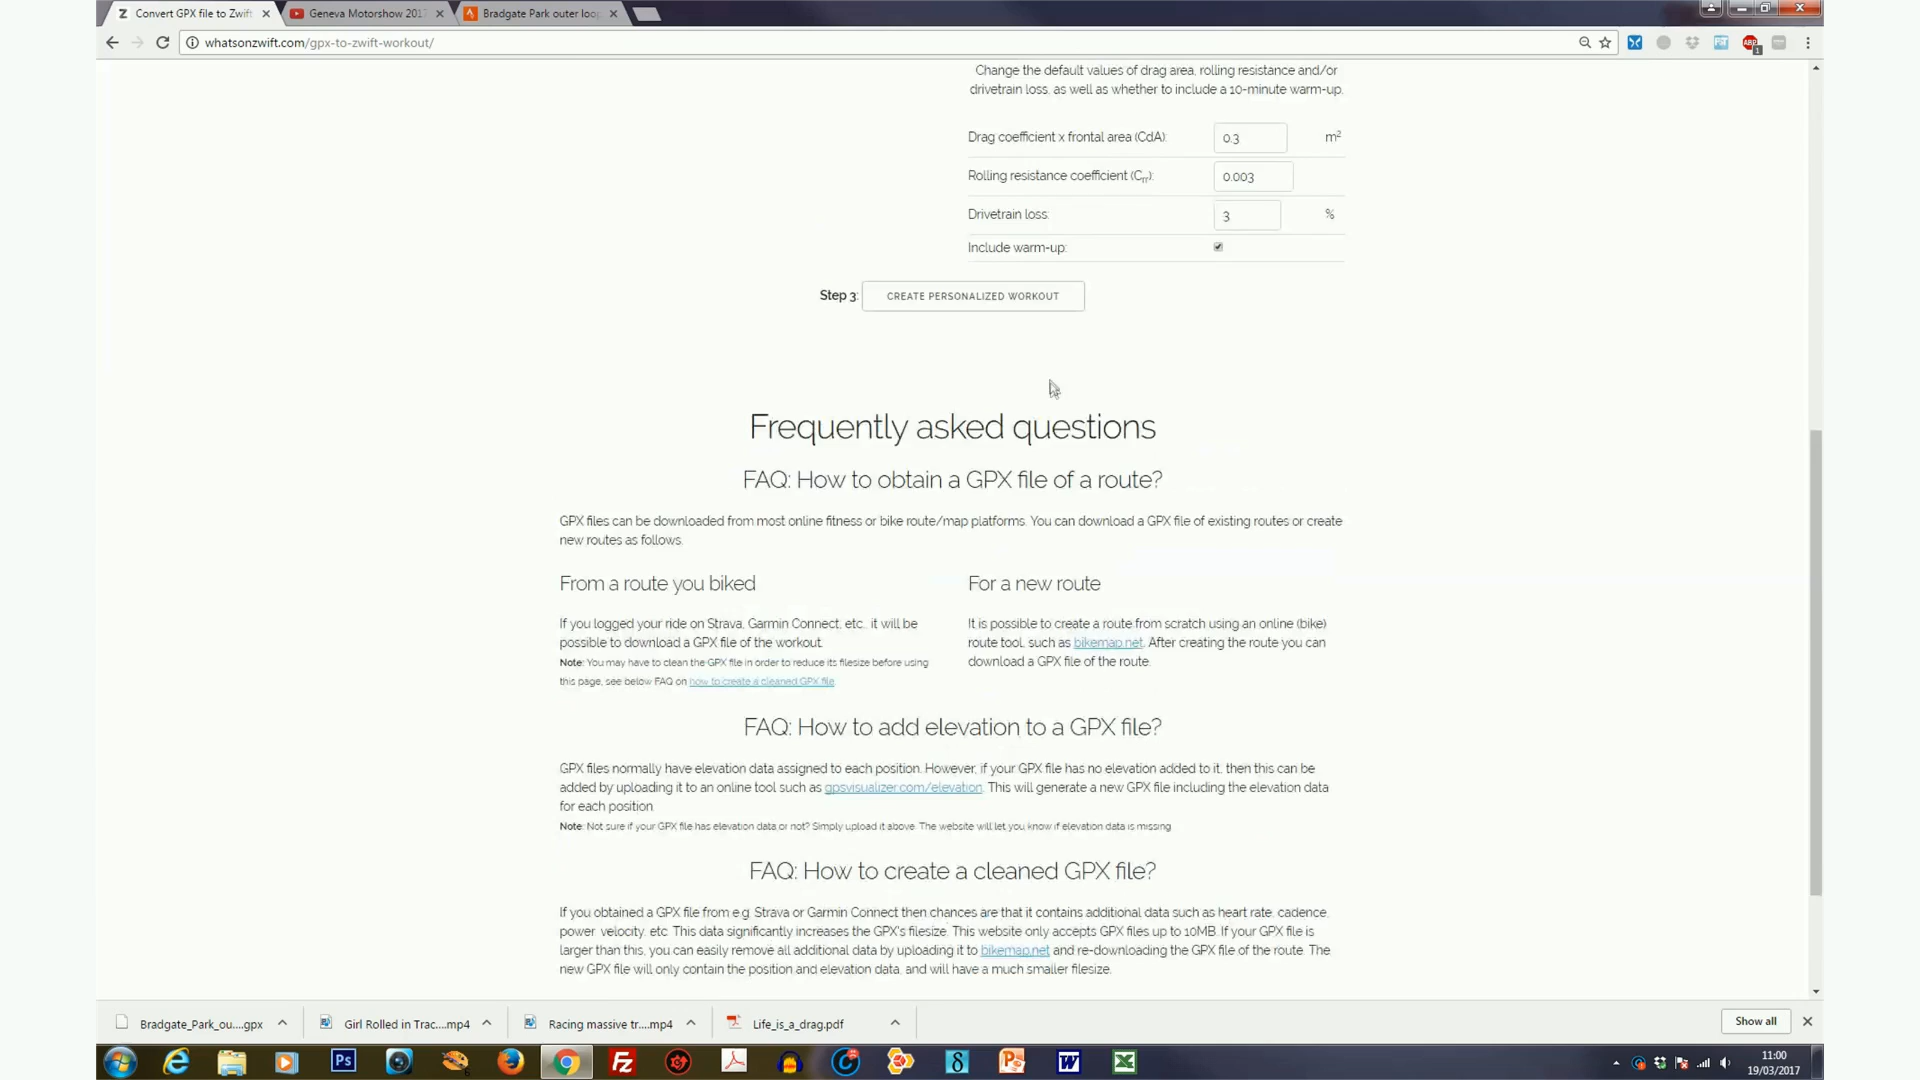 Convert GPX file to Zwift
Geneva Motorshow 2017
Bradgate Park outer loo
whatsonzwift.com/gpx-to-zwift-workout/
Change the default values of drag area, rolling resistance and/or
drivetrain loss, as well as whether to include a 10-minute warm-up.
Drag coefficient x frontal area (CdA): 0.3 m²
Rolling resistance coefficient (Crr): 0.003
Drivetrain loss: 3 %
Include warm-up:
Step 3: CREATE PERSONALIZED WORKOUT
Frequently asked questions
FAQ: How to obtain a GPX file of a route?
GPX files can be downloaded from most online fitness or bike route/map platforms. You can download a GPX file of existing routes or create
new routes as follows.
From a route you biked
If you logged your ride on Strava, Garmin Connect, etc., it will be
possible to download a GPX file of the workout.
Note: You may have to clean the GPX file in order to reduce its filesize before using
this page, see below FAQ on how to create a cleaned GPX file
For a new route
It is possible to create a route from scratch using an online (bike)
route tool, such as bikemap.net. After creating the route you can
download a GPX file of the route.
FAQ: How to add elevation to a GPX file?
GPX files normally have elevation data assigned to each position. However, if your GPX file has no elevation added to it, then this can be
added by uploading it to an online tool such as gpsvisualizer.com/elevation. This will generate a new GPX file including the elevation data
for each position.
Note: Not sure if your GPX file has elevation data or not? Simply upload it above. The website will let you know if elevation data is missing
FAQ: How to create a cleaned GPX file?
If you obtained a GPX file from e.g. Strava or Garmin Connect then chances are that it contains additional data such as heart rate, cadence,
power, velocity, etc. This data significantly increases the GPX's filesize. This website only accepts GPX files up to 10MB. If your GPX file is
larger than this, you can easily remove all additional data by uploading it to bikemap.net and re-downloading the GPX file of the route. The
new GPX file will only contain the position and elevation data, and will have a much smaller filesize.
Bradgate_Park_ou....gpx
Girl Rolled in Trac....mp4
Racing massive tr....mp4
Life_is_a_drag.pdf
Show all
11:00
19/03/2017